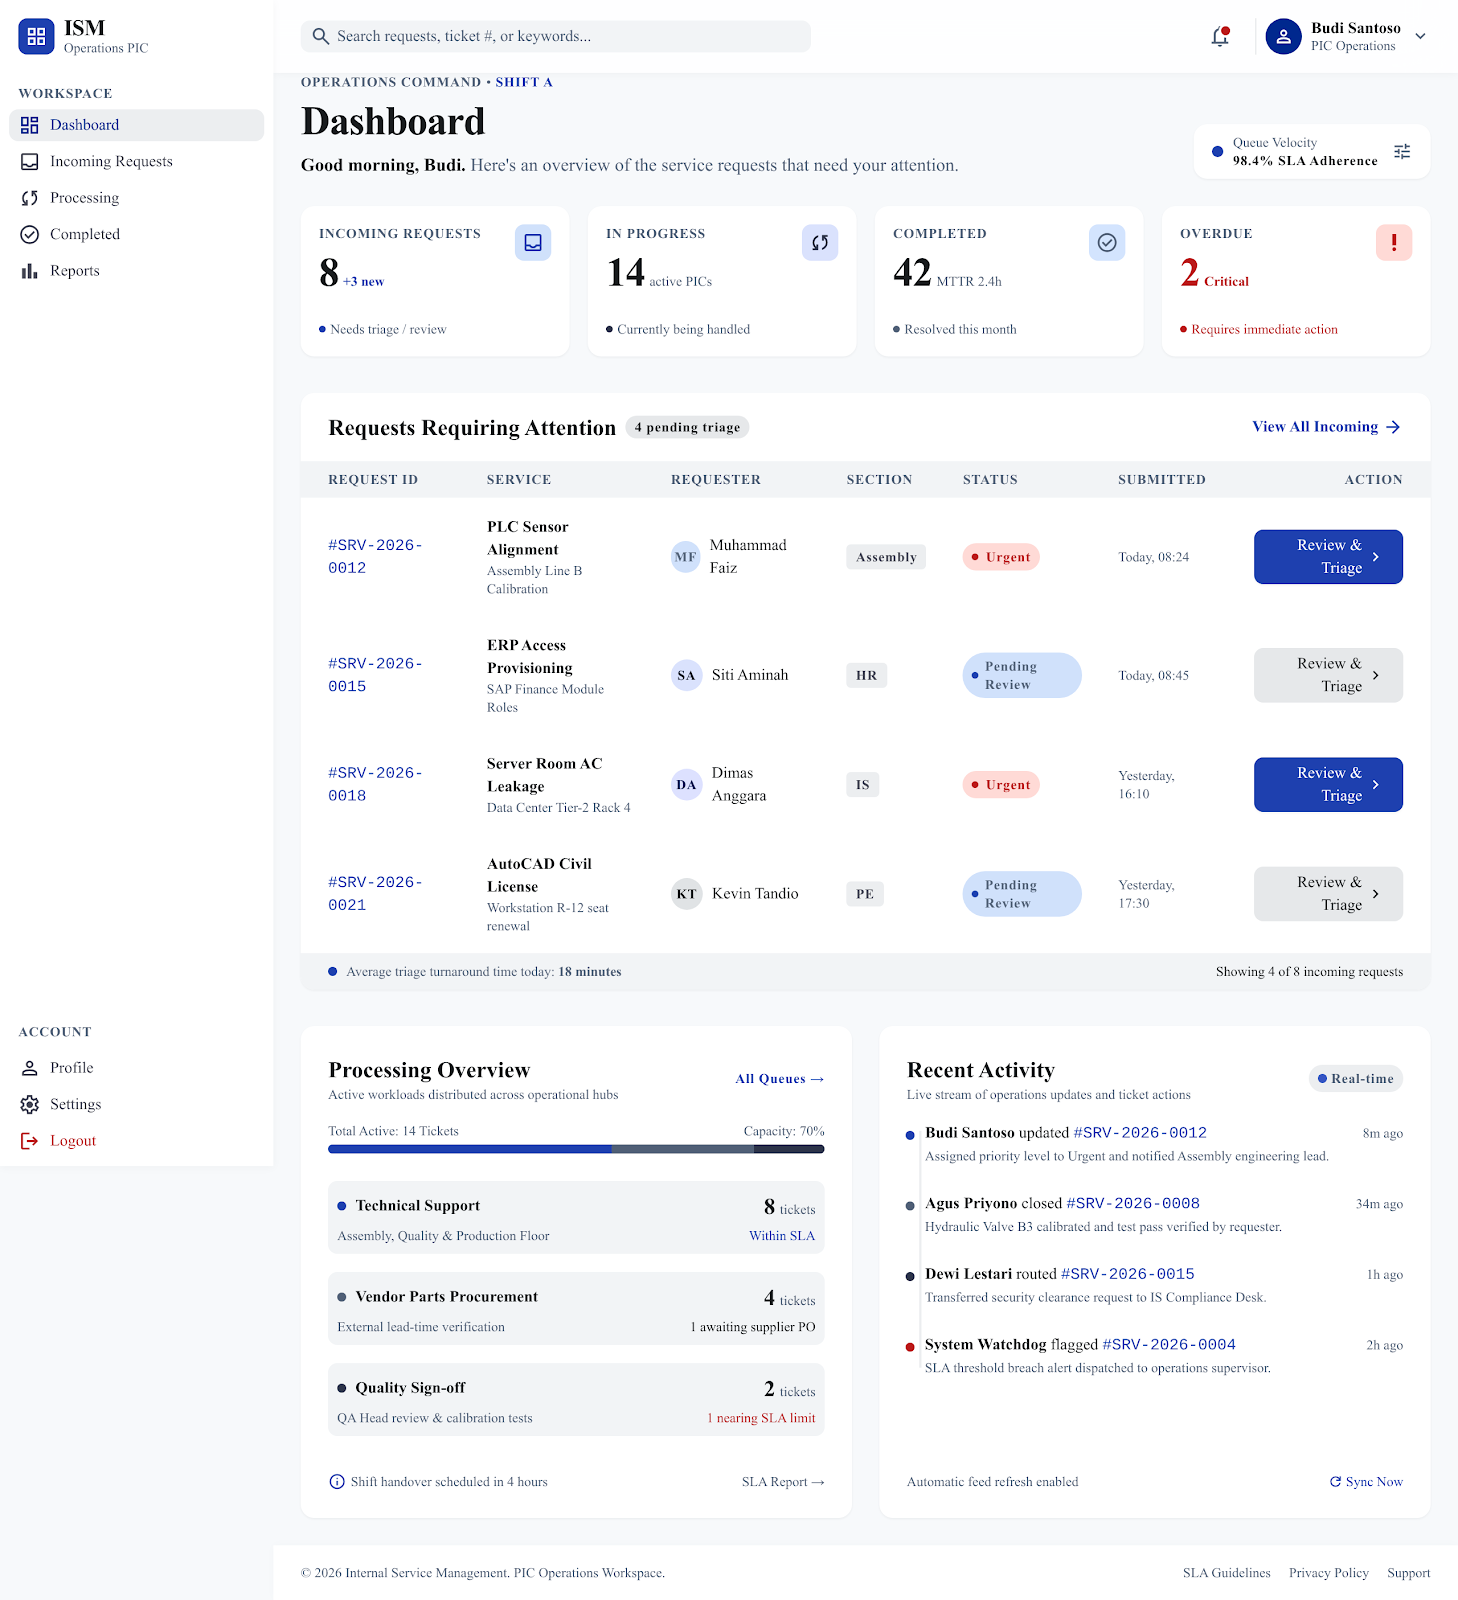 ISM
Operations PIC
WORKSPACE
Dashboard
Incoming Requests
Processing
Completed
Reports
ACCOUNT
Profile
Settings
Logout
Search requests, ticket #, or keywords...
Budi Santoso
PIC Operations
OPERATIONS COMMAND • SHIFT A
Dashboard
Good morning, Budi. Here's an overview of the service requests that need your attention.
Queue Velocity
98.4% SLA Adherence
INCOMING REQUESTS
8 +3 new
Needs triage / review
IN PROGRESS
14 active PICs
Currently being handled
COMPLETED
42 MTTR 2.4h
Resolved this month
OVERDUE
2 Critical
Requires immediate action
Requests Requiring Attention 4 pending triage
View All Incoming →
REQUEST ID SERVICE REQUESTER SECTION STATUS SUBMITTED ACTION
#SRV-2026-
0012
PLC Sensor
Alignment
Assembly Line B
Calibration
MF
Muhammad
Faiz
Assembly
Urgent
Today, 08:24
Review &
Triage
#SRV-2026-
0015
ERP Access
Provisioning
SAP Finance Module
Roles
SA
Siti Aminah
HR
Pending
Review
Today, 08:45
Review &
Triage
#SRV-2026-
0018
Server Room AC
Leakage
Data Center Tier-2 Rack 4
DA
Dimas
Anggara
IS
Urgent
Yesterday,
16:10
Review &
Triage
#SRV-2026-
0021
AutoCAD Civil
License
Workstation R-12 seat
renewal
KT
Kevin Tandio
PE
Pending
Review
Yesterday,
17:30
Review &
Triage
Average triage turnaround time today: 18 minutes
Showing 4 of 8 incoming requests
Processing Overview
Active workloads distributed across operational hubs
All Queues →
Total Active: 14 Tickets
Capacity: 70%
Technical Support
8 tickets
Assembly, Quality & Production Floor
Within SLA
Vendor Parts Procurement
4 tickets
External lead-time verification
1 awaiting supplier PO
Quality Sign-off
2 tickets
QA Head review & calibration tests
1 nearing SLA limit
Shift handover scheduled in 4 hours
SLA Report →
Recent Activity
Live stream of operations updates and ticket actions
Real-time
Budi Santoso updated #SRV-2026-0012
8m ago
Assigned priority level to Urgent and notified Assembly engineering lead.
Agus Priyono closed #SRV-2026-0008
34m ago
Hydraulic Valve B3 calibrated and test pass verified by requester.
Dewi Lestari routed #SRV-2026-0015
1h ago
Transferred security clearance request to IS Compliance Desk.
System Watchdog flagged #SRV-2026-0004
2h ago
SLA threshold breach alert dispatched to operations supervisor.
Automatic feed refresh enabled
Sync Now
© 2026 Internal Service Management. PIC Operations Workspace.
SLA Guidelines
Privacy Policy
Support